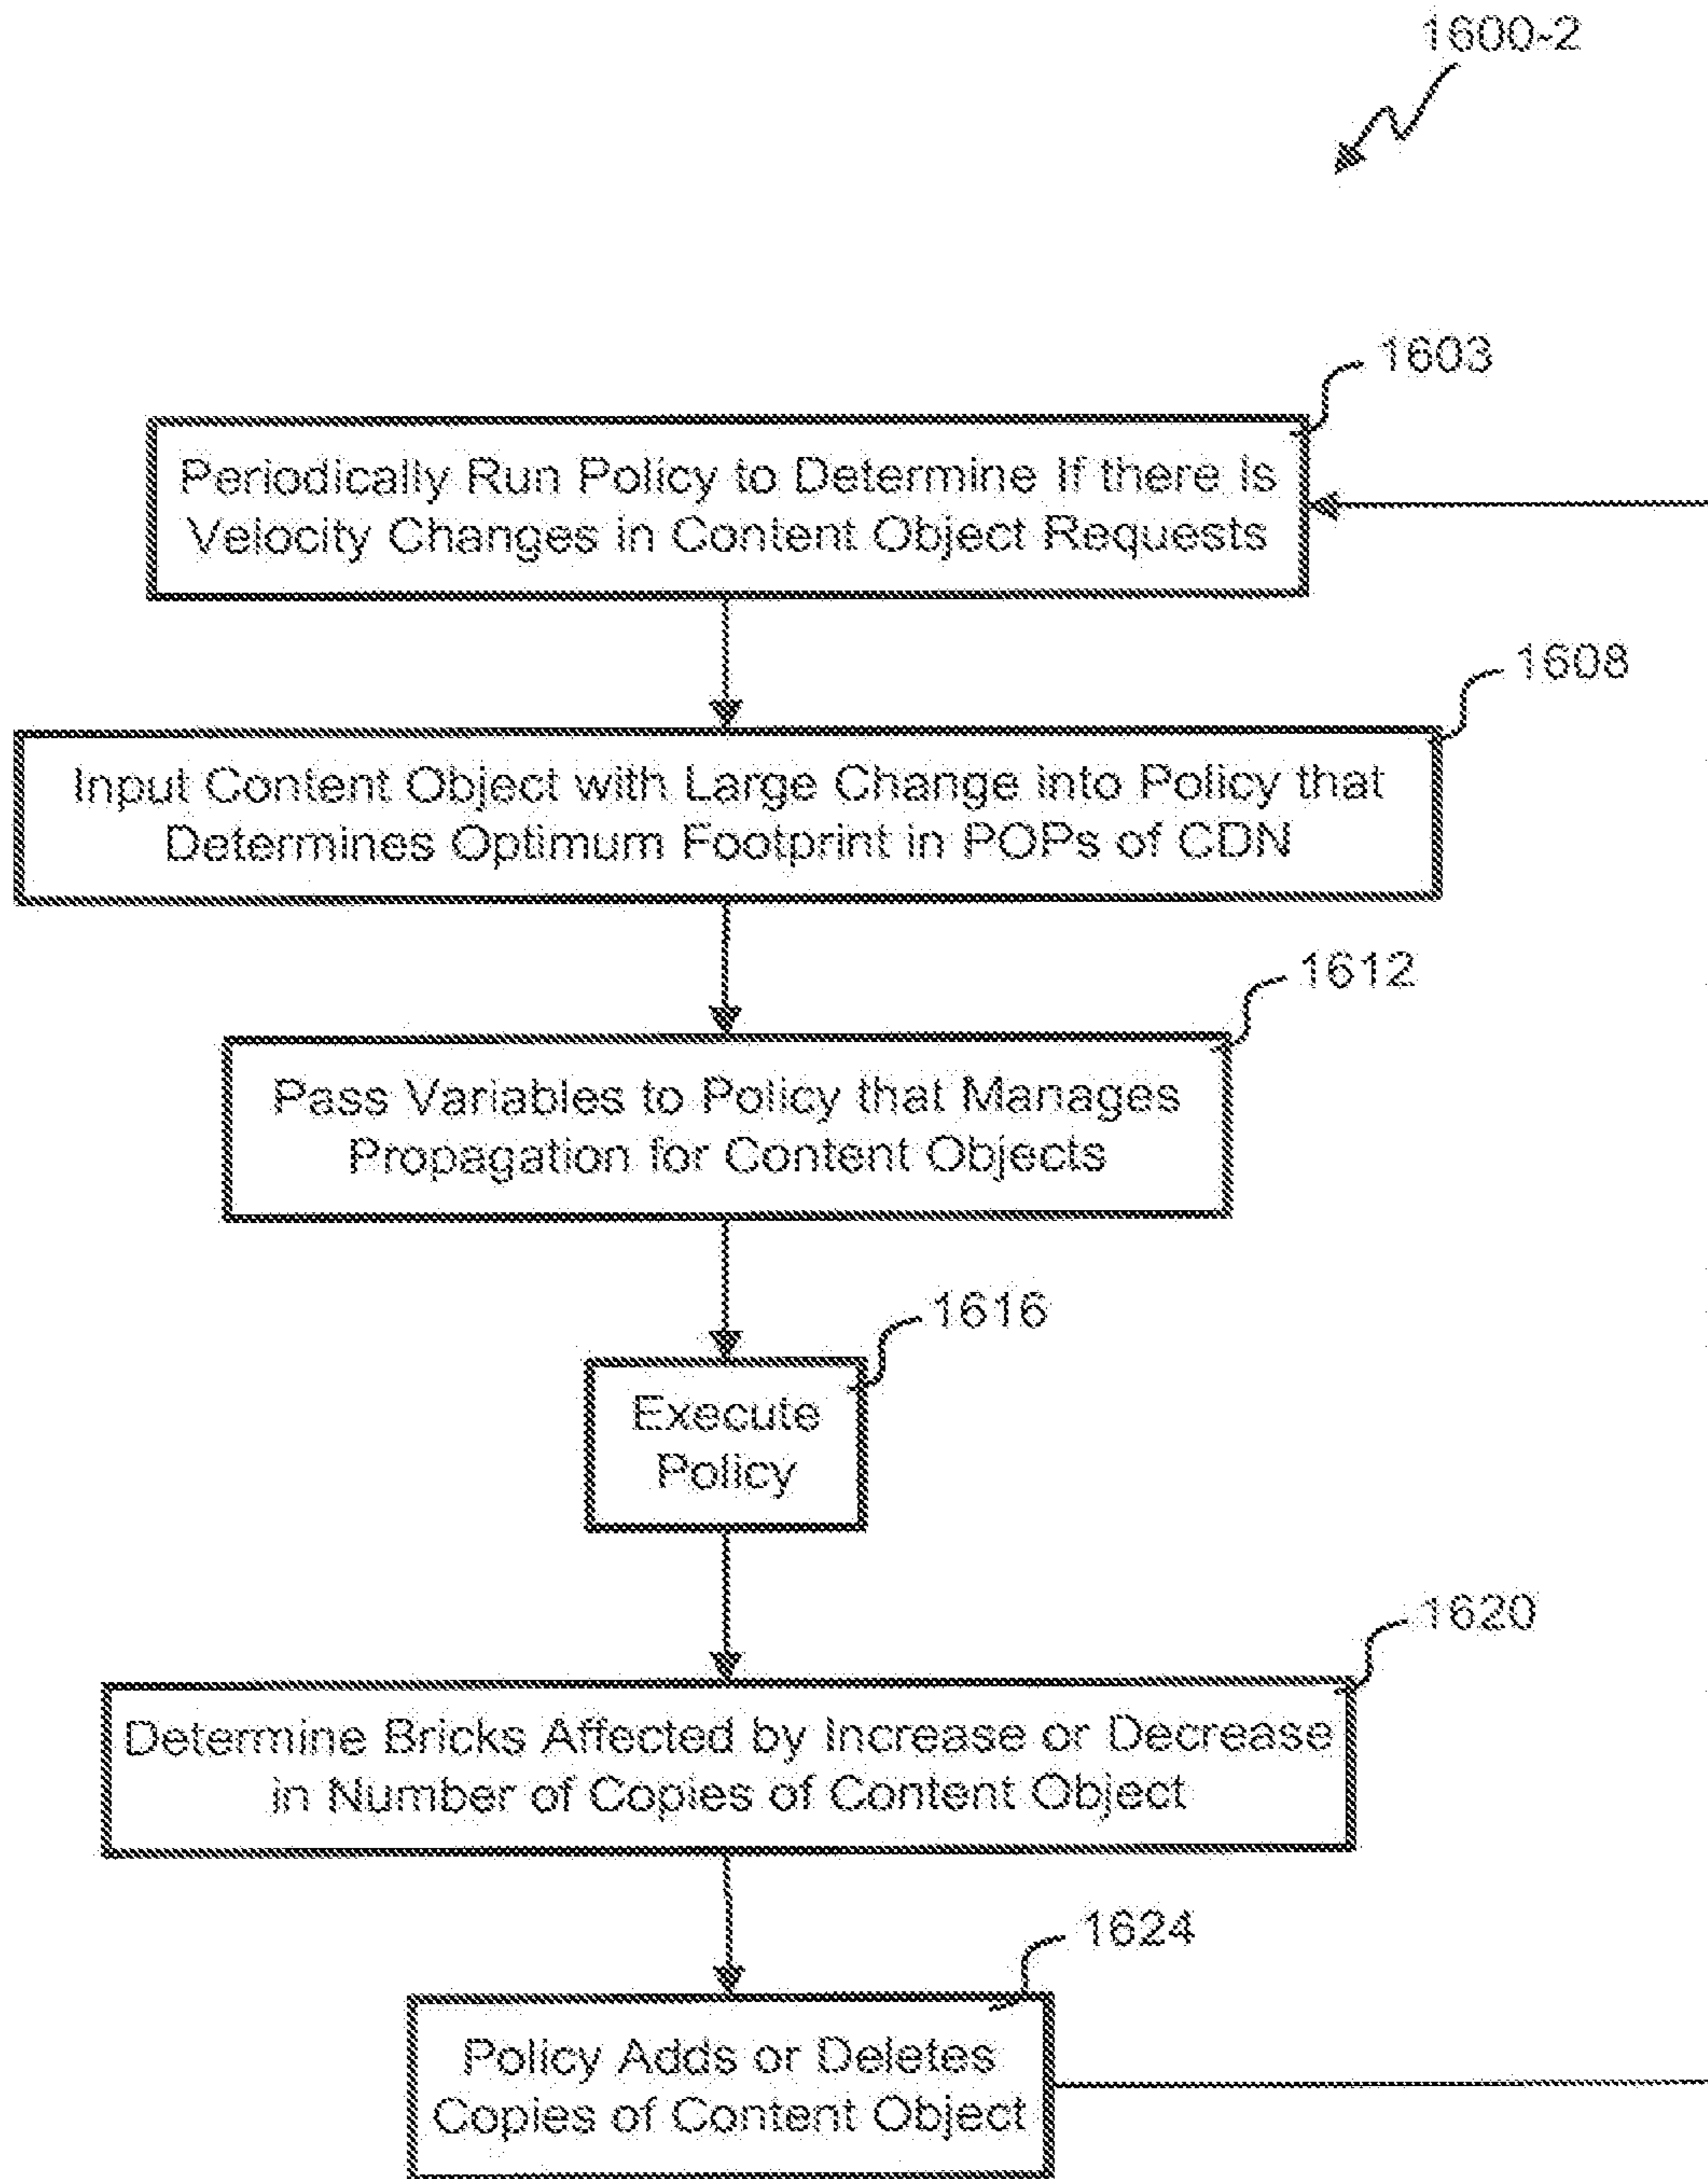 1600-2
1603
Periodically Run Policy to Determine If there is
Velocity Changes in Content Object Requests
1608
Input Content Object with Large Change into Policy that
Determines Optimum Footprint in POPs of CDN
1612
Pass Variables to Policy that Manages
Propagation for Content Objects
1616
Execute
Policy
1620
Determine Bricks Affected by Increase or Decrease
in Number of Copies of Content Object
1624
Policy Adds or Deletes
Copies of Content Object